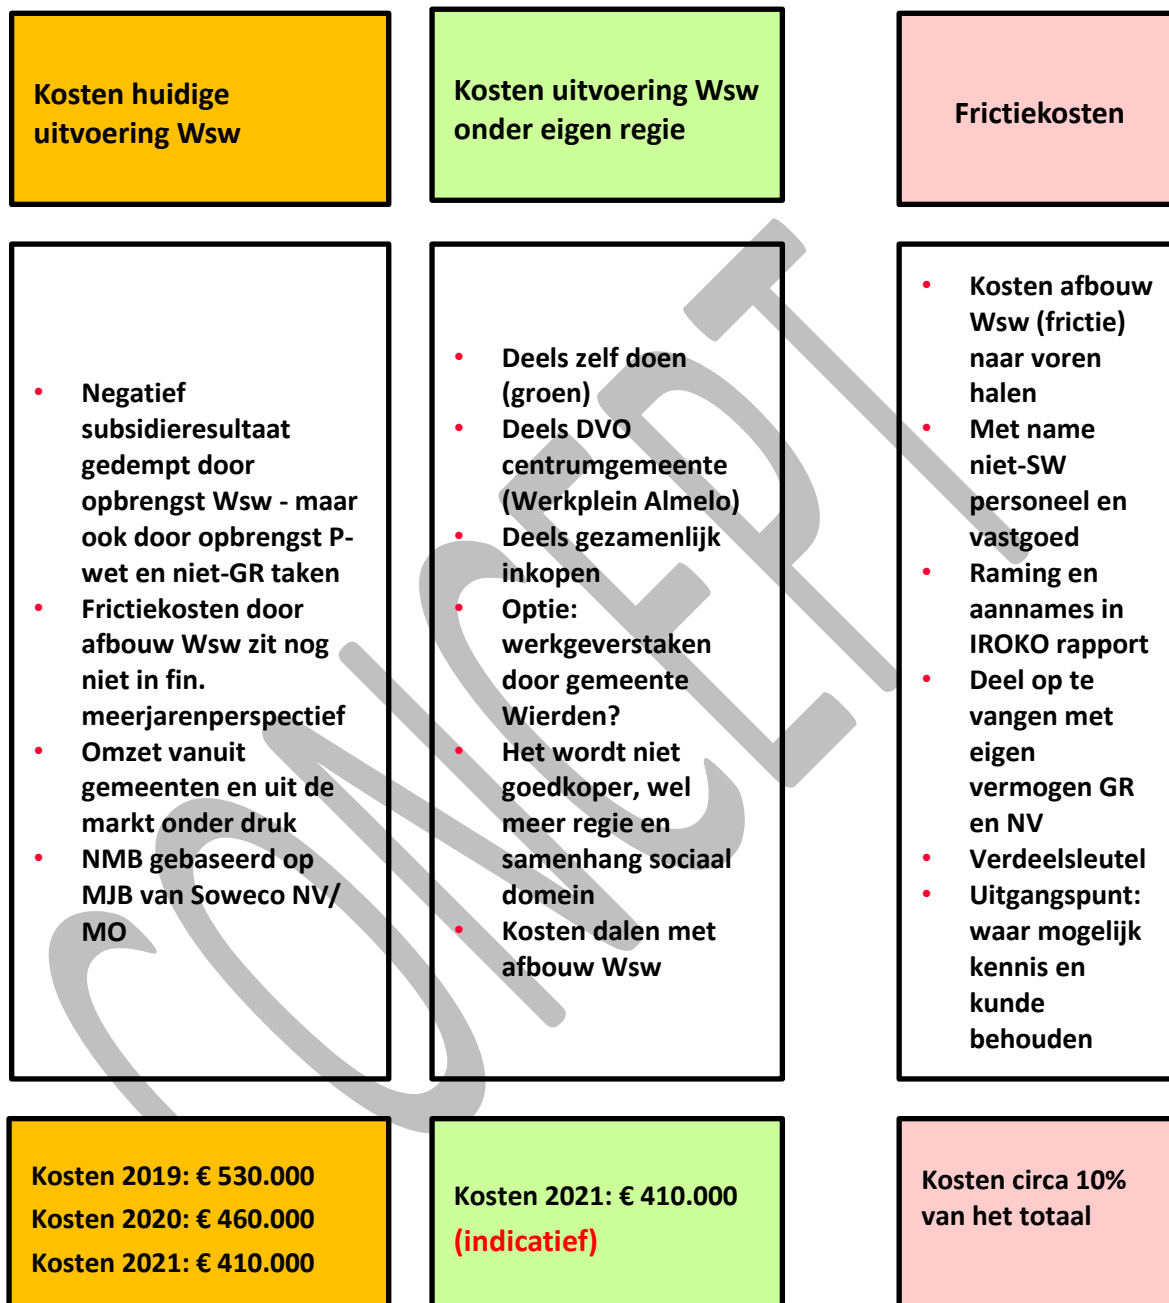 Kosten huidige
uitvoering Wsw
Kosten uitvoering Wsw
onder eigen regie
Frictiekosten
• Negatief
subsidieresultaat
gedempt door
opbrengst Wsw - maar
ook door opbrengst P-
wet en niet-GR taken
• Frictiekosten door
afbouw Wsw zit nog
niet in fin.
meerjarenperspectief
• Omzet vanuit
gemeenten en uit de
markt onder druk
• NMB gebaseerd op
MJB van Soweco NV/
MO
• Deels zelf doen
(groen)
• Deels DVO
centrumgemeente
(Werkplein Almelo)
• Deels gezamenlijk
inkopen
• Optie:
werkgeverstaken
door gemeente
Wierden?
• Het wordt niet
goedkoper, wel
meer regie en
samenhang sociaal
domein
• Kosten dalen met
afbouw Wsw
• Kosten afbouw
Wsw (frictie)
naar voren
halen
• Met name
niet-SW
personeel en
vastgoed
• Raming en
aannames in
IROKO rapport
• Deel op te
vangen met
eigen
vermogen GR
en NV
• Verdeelsleutel
• Uitgangspunt:
waar mogelijk
kennis en
kunde
behouden
Kosten 2019: € 530.000
Kosten 2020: € 460.000
Kosten 2021: € 410.000
Kosten 2021: € 410.000
(indicatief)
Kosten circa 10%
van het totaal
CONCEPT